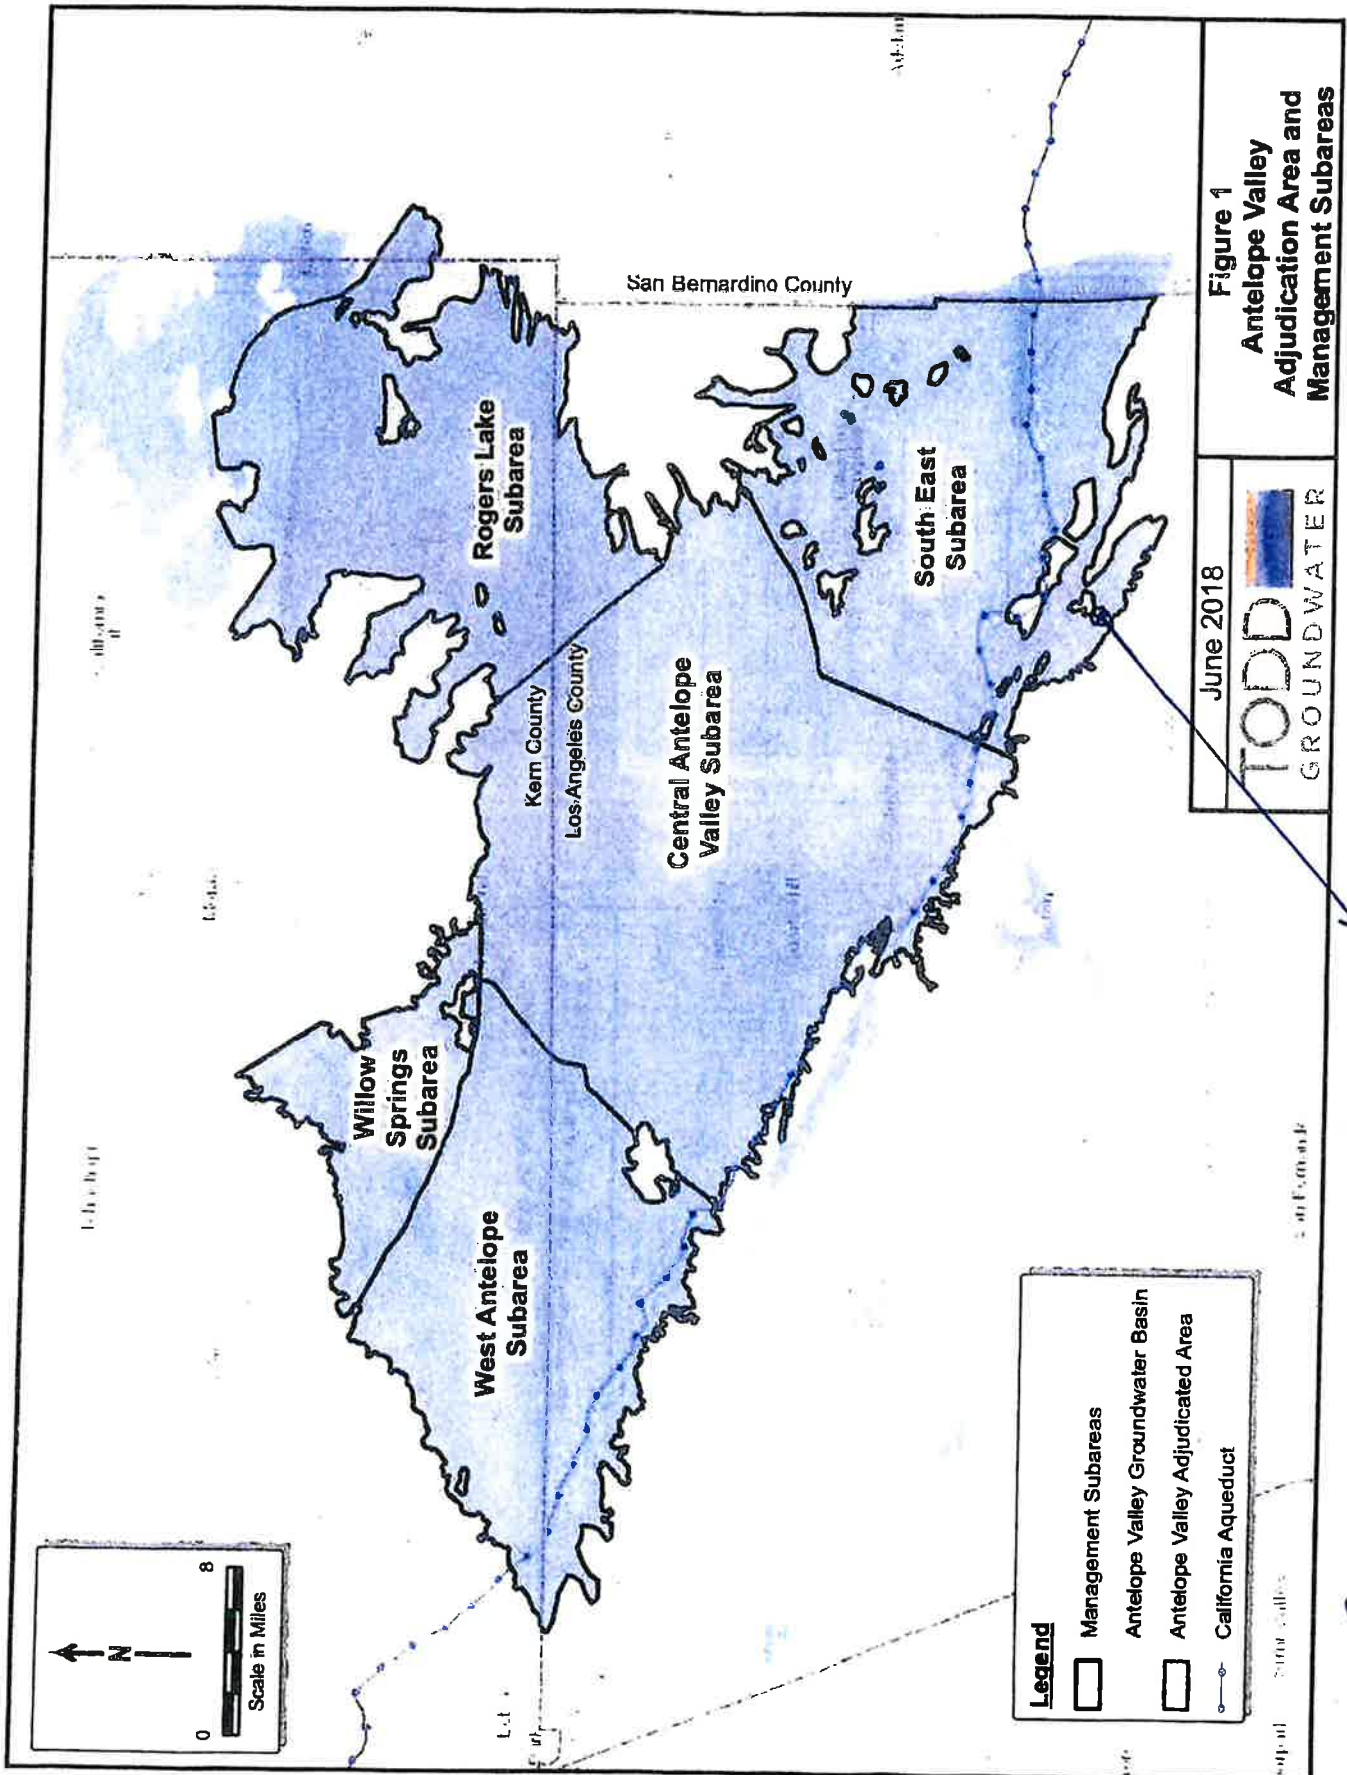 N
0
8
Scale in Miles
Willow
Springs
Subarea
West Antelope
Subarea
Rogers Lake
Subarea
Kern County
Los Angeles County
San Bernardino County
Central Antelope
Valley Subarea
South East
Subarea
Legend
Management Subareas
Antelope Valley Groundwater Basin
Antelope Valley Adjudicated Area
California Aqueduct
June 2018
TODD
GROUNDWATER
Figure 1
Antelope Valley
Adjudication Area and
Management Subareas